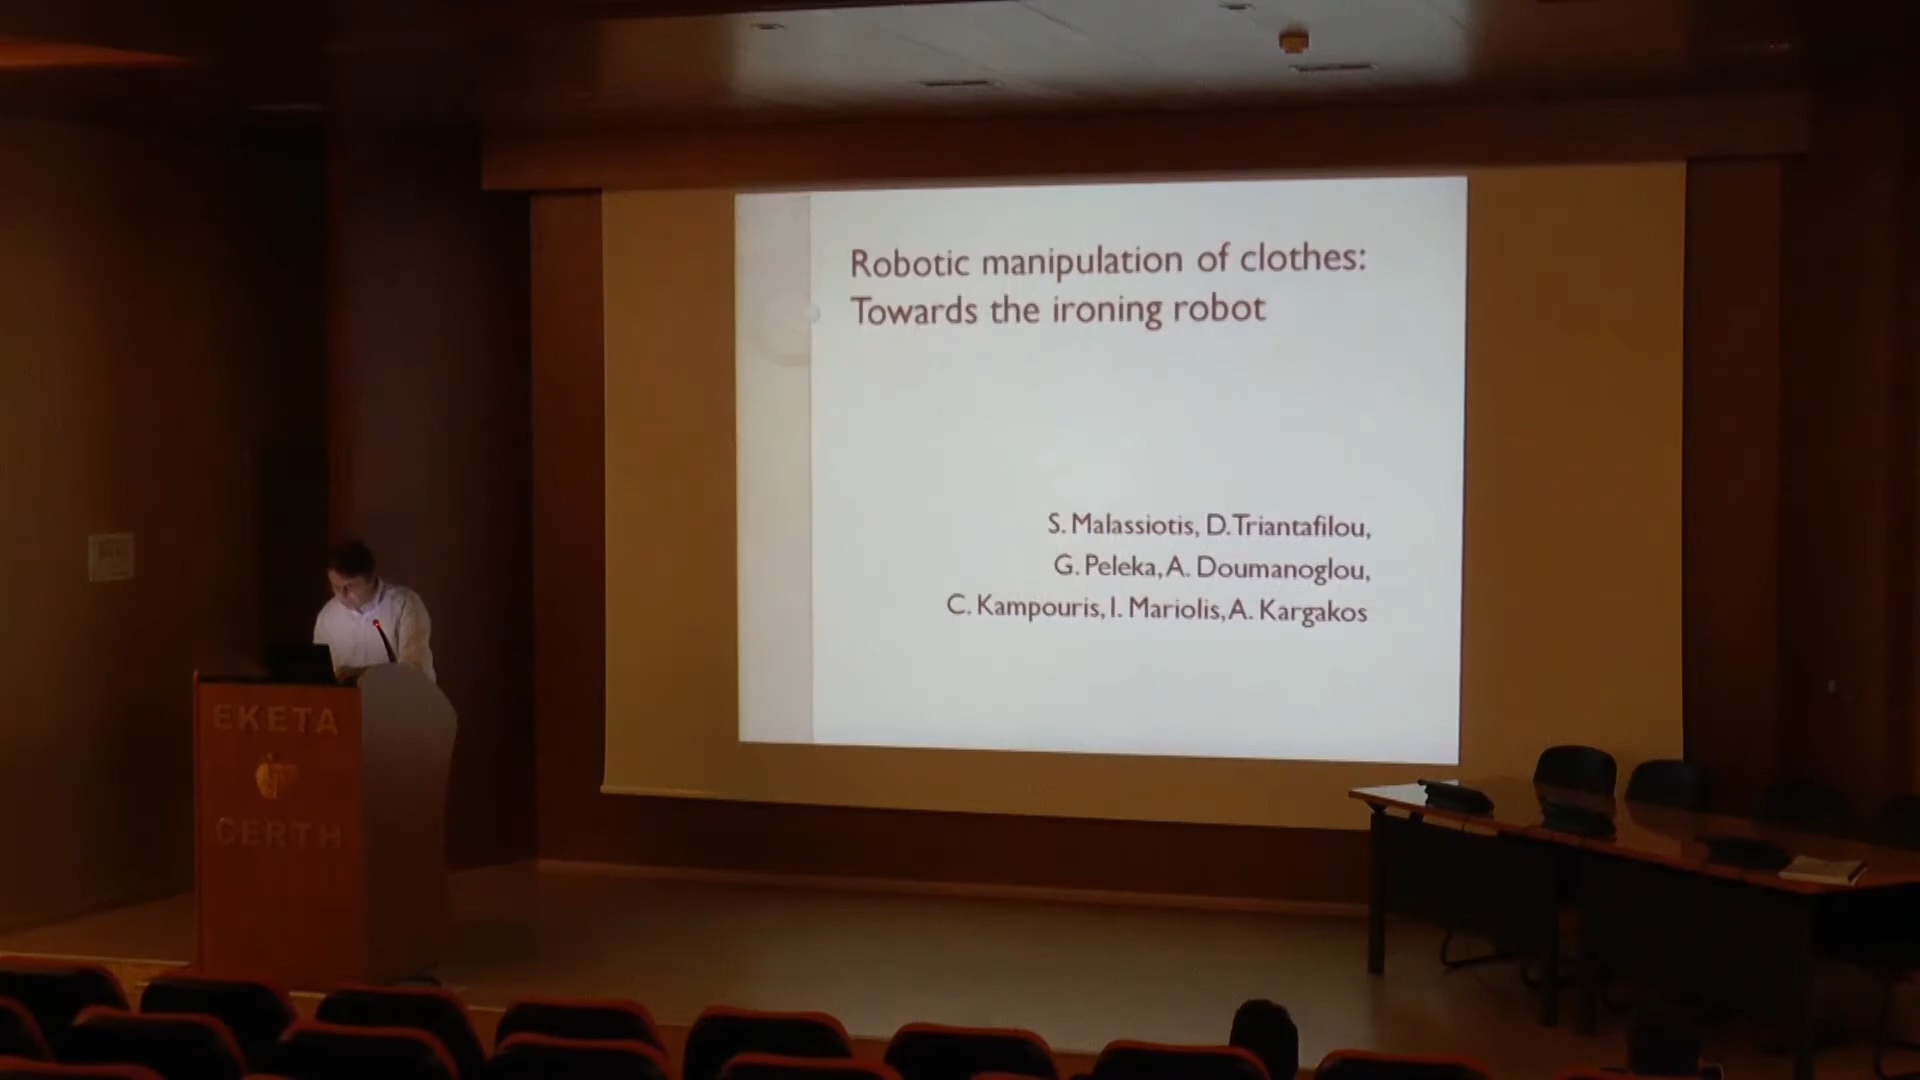 Robotic manipulation of clothes:
Towards the ironing robot
S. Malassiotis, D. Triantafilou,
G. Peleka, A. Doumanoglou,
C. Kampouris, I. Mariolis, A. Kargakos
EKETA
CERTH